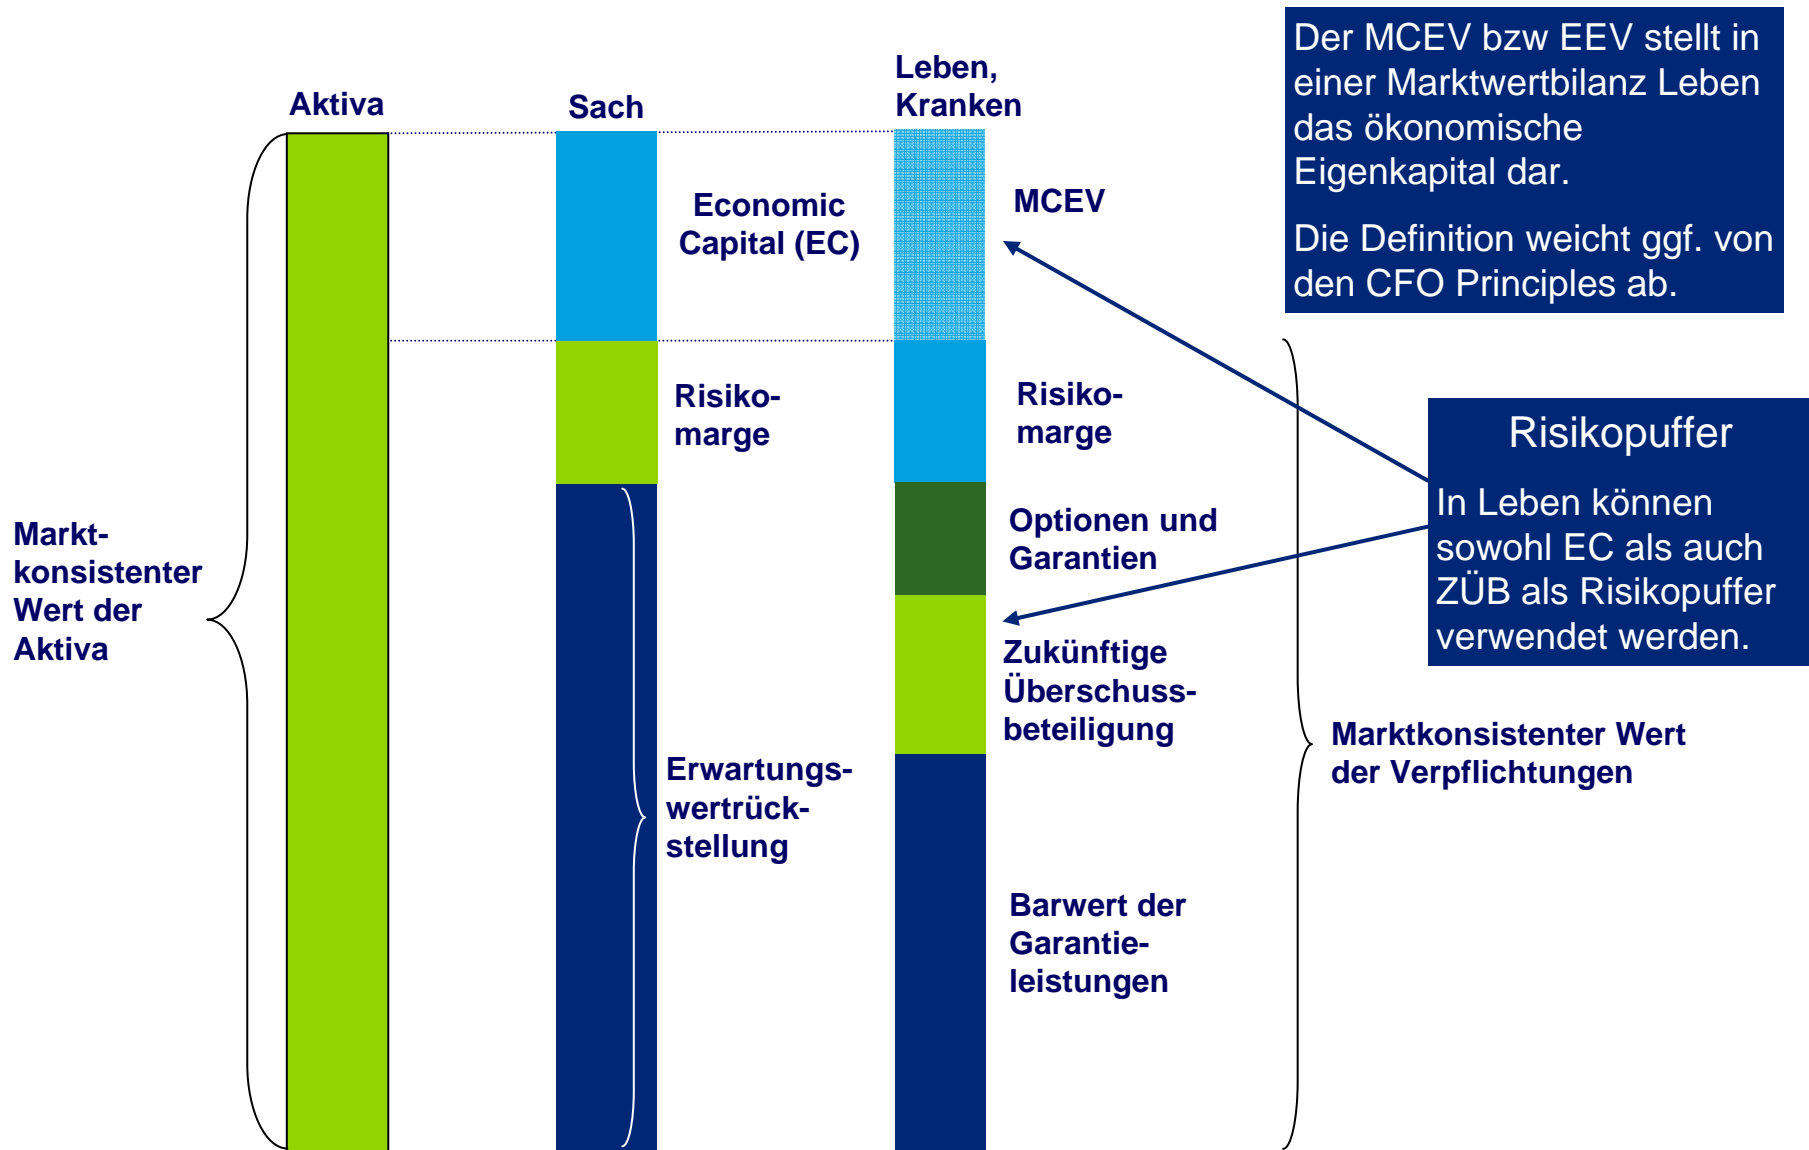 Aktiva
Sach
Leben,
Kranken
Der MCEV bzw EEV stellt in
einer Marktwertbilanz Leben
das ökonomische
Eigenkapital dar.
Die Definition weicht ggf. von
den CFO Principles ab.
Economic
Capital (EC)
MCEV
Risiko-
marge
Risiko-
marge
Risikopuffer
In Leben können
sowohl EC als auch
ZÜB als Risikopuffer
verwendet werden.
Markt-
konsistenter
Wert der
Aktiva
Optionen und
Garantien
Zukünftige
Überschuss-
beteiligung
Marktkonsistenter Wert
der Verpflichtungen
Erwartungs-
wertrück-
stellung
Barwert der
Garantie-
leistungen